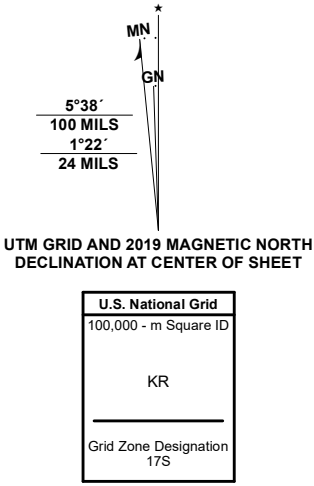 ★
MN
GN
5°38´
100 MILS
1°22´
24 MILS
UTM GRID AND 2019 MAGNETIC NORTH
DECLINATION AT CENTER OF SHEET
U.S. National Grid
100,000 - m Square ID
KR
Grid Zone Designation
17S